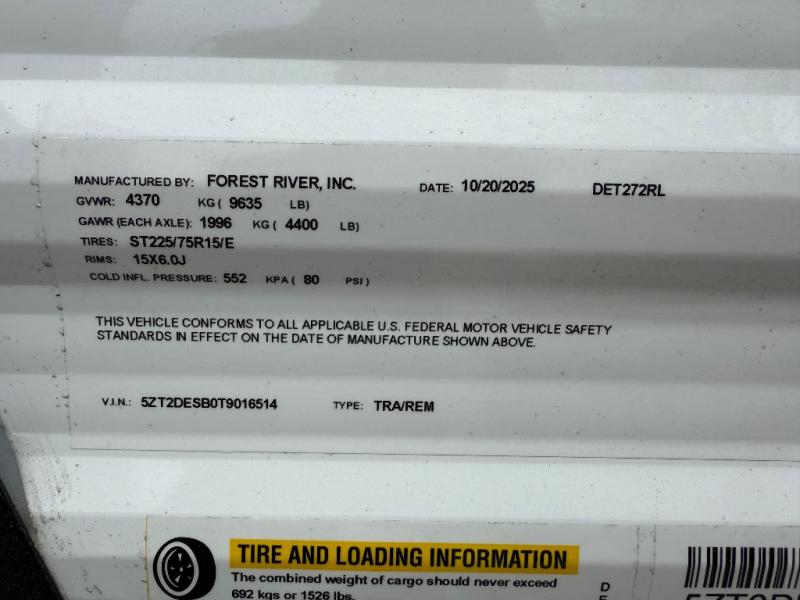 MANUFACTURED BY: FOREST RIVER, INC. DATE: 10/20/2025 DET272RL
GVWR: 4370 KG ( 9635 LB)
GAWR (EACH AXLE): 1996 KG ( 4400 LB)
TIRES: ST225/75R15/E
RIMS: 15X6.0J
COLD INFL. PRESSURE: 552 KPA ( 80 PSI )
THIS VEHICLE CONFORMS TO ALL APPLICABLE U.S. FEDERAL MOTOR VEHICLE SAFETY
STANDARDS IN EFFECT ON THE DATE OF MANUFACTURE SHOWN ABOVE.
V.I.N.: 5ZT2DESB0T9016514 TYPE: TRA/REM
TIRE AND LOADING INFORMATION
The combined weight of cargo should never exceed
692 kgs or 1526 lbs.
D